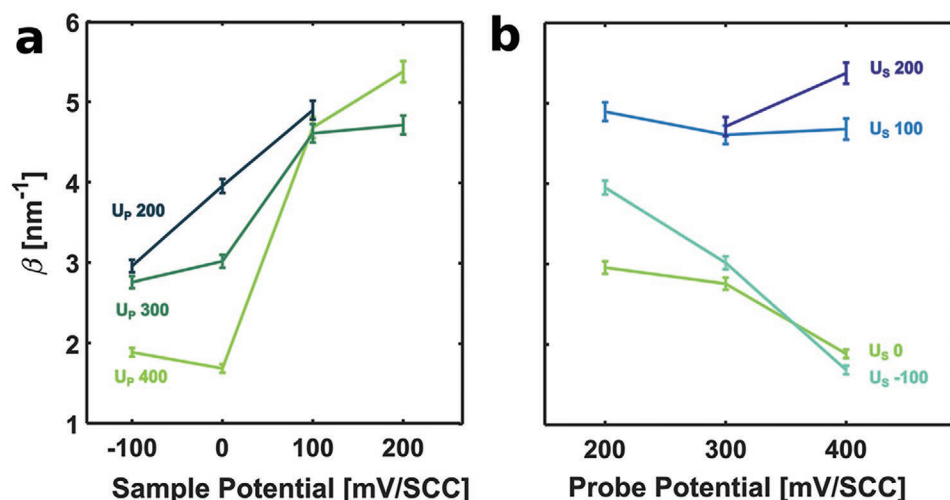 a
b
6
5
4
3
2
1
β [nm⁻¹]
U_P 200
U_P 300
U_P 400
-100 0 100 200
Sample Potential [mV/SCC]
U_S 200
U_S 100
U_S 0
U_S -100
200 300 400
Probe Potential [mV/SCC]